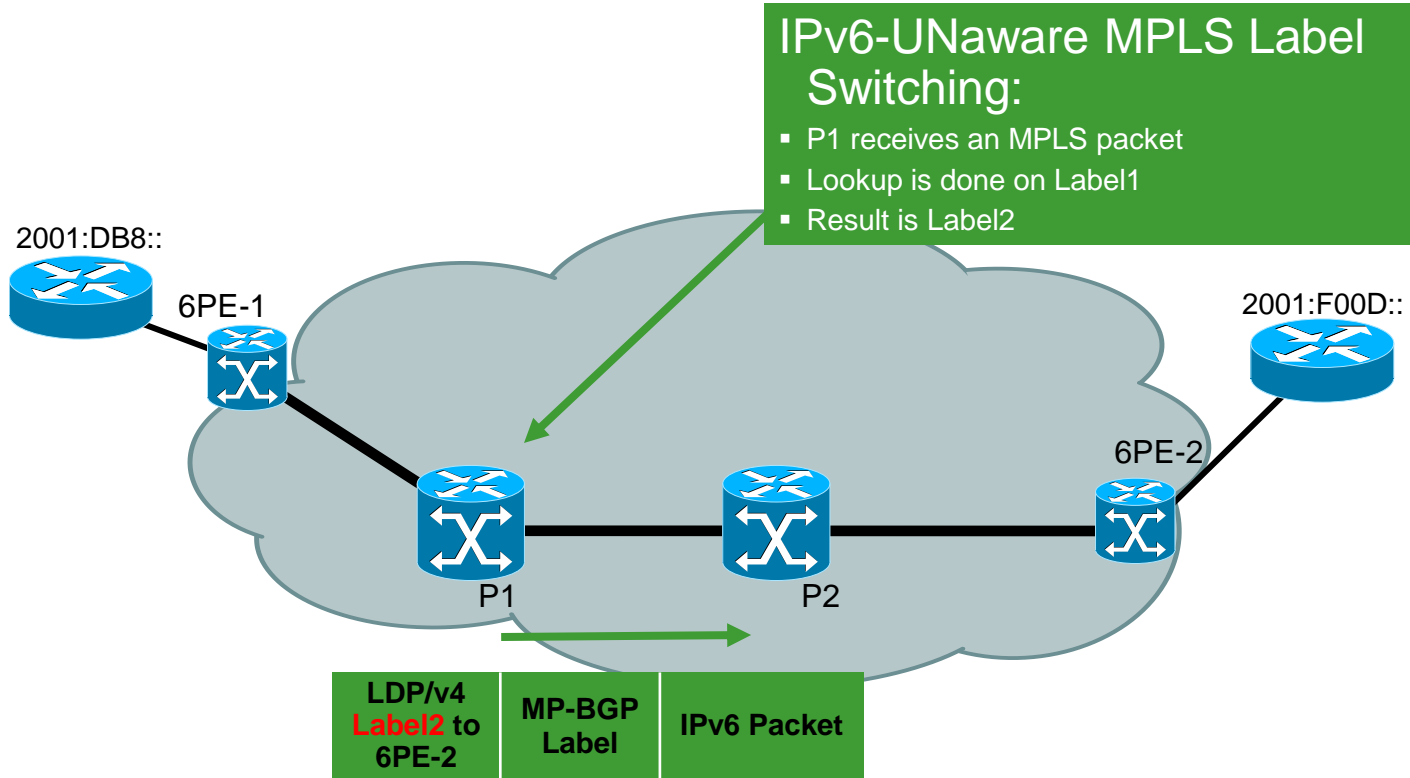 IPv6-UNaware MPLS Label
Switching:
▪ P1 receives an MPLS packet
▪ Lookup is done on Label1
▪ Result is Label2
2001:DB8::
6PE-1
2001:F00D::
6PE-2
P1
P2
LDP/v4
Label2 to
6PE-2
MP-BGP
Label
IPv6 Packet